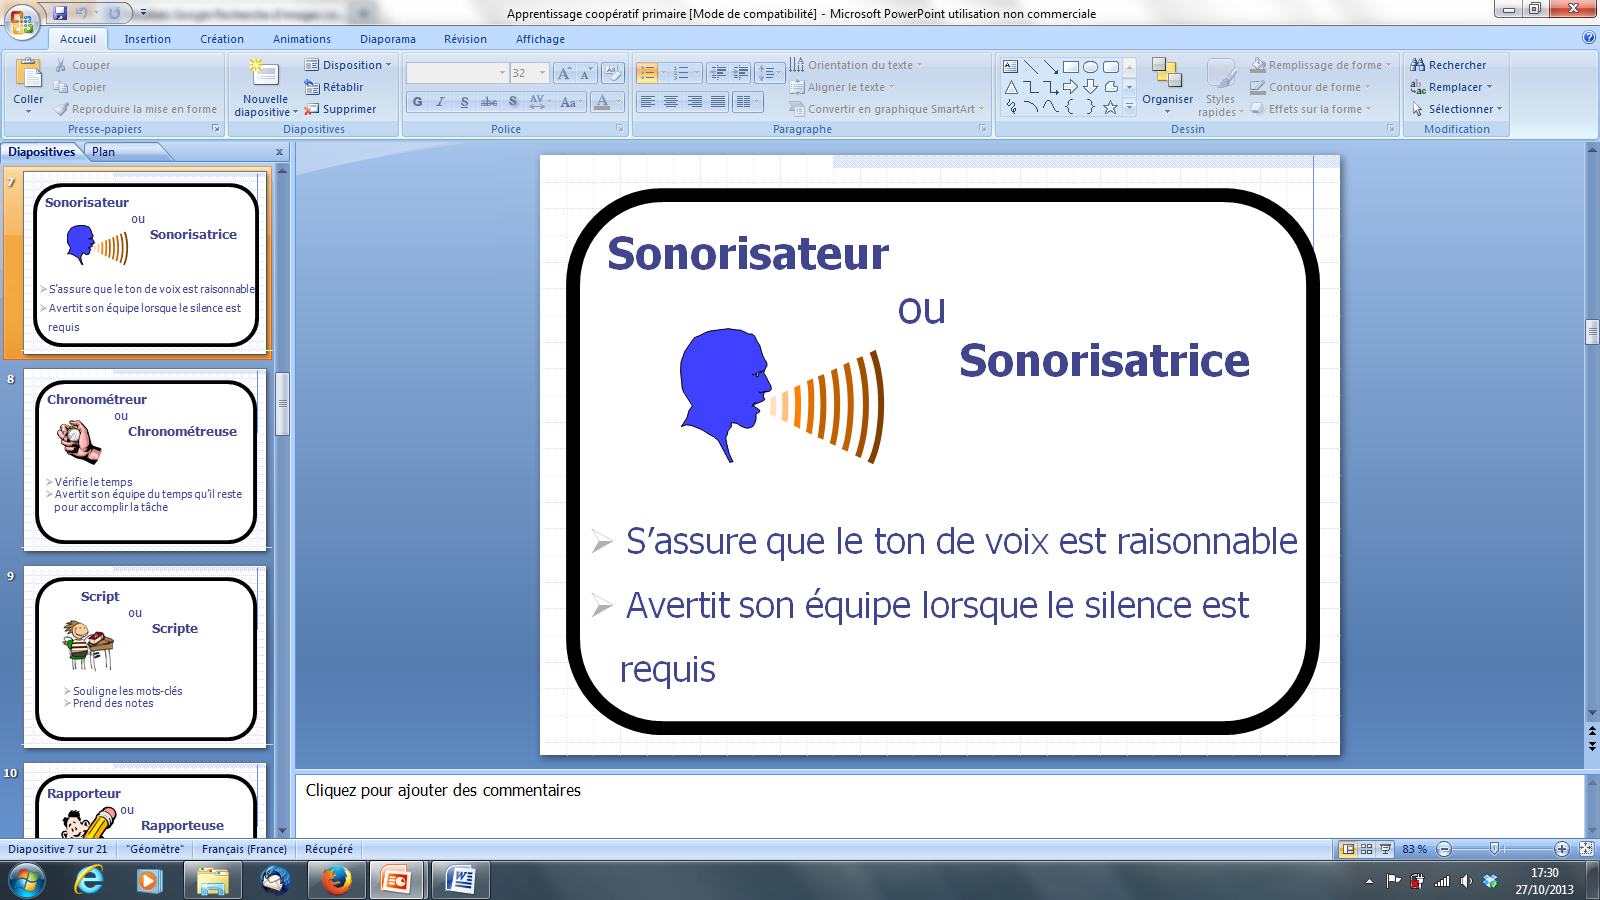 Apprentissage coopératif primaire [Mode de compatibilité] - Microsoft PowerPoint utilisation non commerciale
Accueil Insertion Création Animations Diaporama Révision Affichage
Coller
Couper
Copier
Reproduire la mise en forme
Presse-papiers
Nouvelle diapositive
Disposition
Rétablir
Supprimer
Diapositives
32
G I S abc S AV Aa A
Police
Orientation du texte
Aligner le texte
Convertir en graphique SmartArt
Paragraphe
Organiser
Styles rapides
Remplissage de forme
Contour de forme
Effets sur la forme
Dessin
Rechercher
Remplacer
Sélectionner
Modification
Diapositives Plan
7
Sonorisateur
ou
Sonorisatrice
S'assure que le ton de voix est raisonnable
Avertit son équipe lorsque le silence est
requis
8
Chronométreur
ou
Chronométreuse
Vérifie le temps
Avertit son équipe du temps qu'il reste
pour accomplir la tâche
9
Script
ou
Scripte
Souligne les mots-clés
Prend des notes
10
Rapporteur
ou
Rapporteuse
Sonorisateur
ou
Sonorisatrice
S'assure que le ton de voix est raisonnable
Avertit son équipe lorsque le silence est
requis
Cliquez pour ajouter des commentaires
Diapositive 7 sur 21 "Géomètre" Français (France) Récupéré 83 %
17:30
27/10/2013